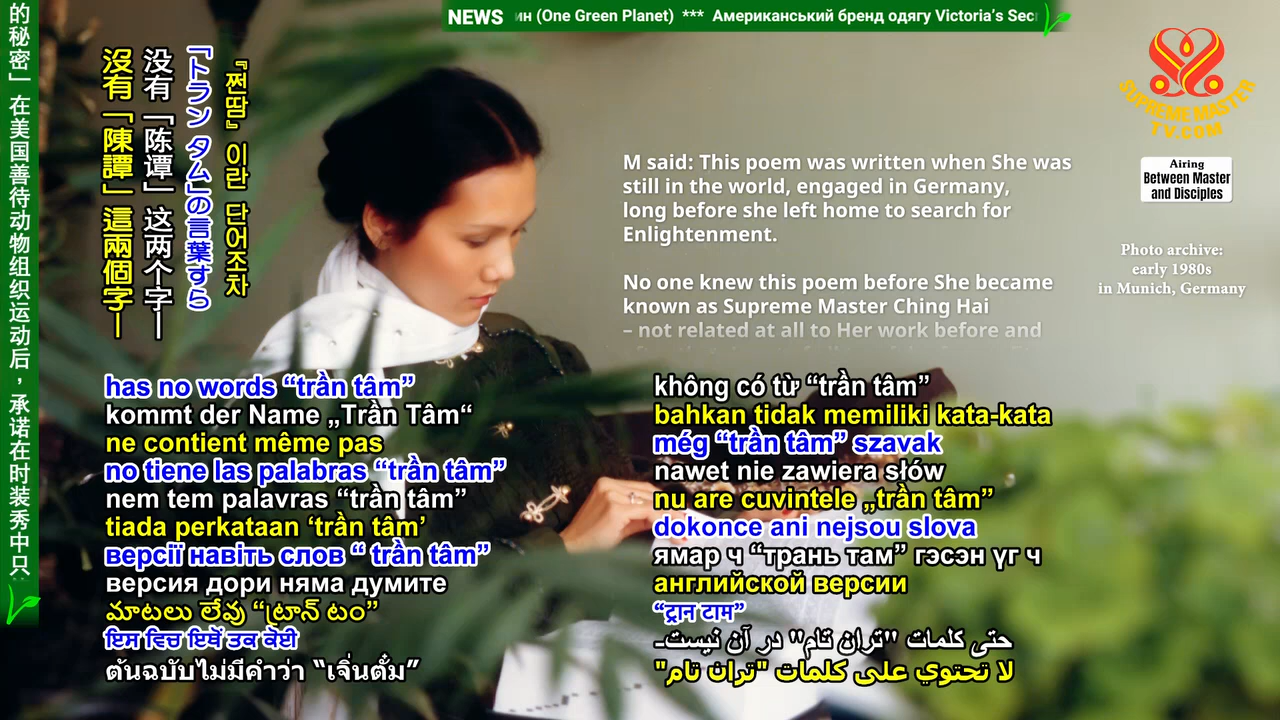 NEWS ин (One Green Planet) *** Американський бренд одягу Victoria’s Sec
的秘密」在美国善待动物组织运动后，承诺在时装秀中只
『쩐땀』이란 단어조차
「トラン タム」の言葉すら
没有「陈谭」这两个字—
沒有「陳譚」這兩個字—
SUPREME MASTER
TV.COM
Airing
Between Master
and Disciples
Photo archive:
early 1980s
in Munich, Germany
M said: This poem was written when She was
still in the world, engaged in Germany,
long before she left home to search for
Enlightenment.
No one knew this poem before She became
known as Supreme Master Ching Hai
– not related at all to Her work before and
has no words “trần tâm”
kommt der Name „Trần Tâm“
ne contient même pas
no tiene las palabras “trần tâm”
nem tem palavras “trần tâm”
tiada perkataan ‘trần tâm’
версії навіть слов “ trần tâm”
версия дори няма думите
మాటలు లేవు “ట్రాన్ టం”
ਇਸ ਵਿਚ ਇਥੋਂ ਤਕ ਕੋਈ
ต้นฉบับไม่มีคำว่า “เจิ่นตั๋ม”
không có từ “trần tâm”
bahkan tidak memiliki kata-kata
még “trần tâm” szavak
nawet nie zawiera słów
nu are cuvintele „trần tâm”
dokonce ani nejsou slova
ямар ч “трань там” гэсэн үг ч
английской версии
“ट्रान टाम”
حتی کلمات "تران تام" در آن نیست-
لا تحتوي على كلمات "تران تام"